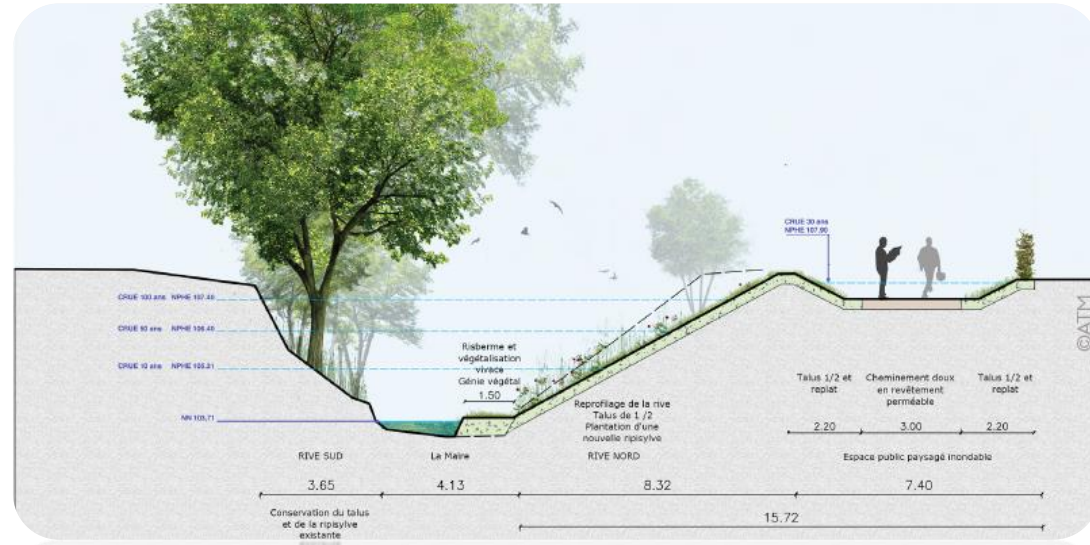 CRUE 30 ans
NPHE 107.90
CRUE 100 ans NPHE 107.40
CRUE 50 ans NPHE 106.40
CRUE 10 ans NPHE 105.21
NN 103.71
Risberme et
végétalisation
vivace
Génie végétal
1.50
Reprofilage de la rive
Talus de 1 /2
Plantation d'une
nouvelle ripisylve
Talus 1/2 et
replat
Cheminement doux
en revêtement
perméable
Talus 1/2 et
replat
2.20
3.00
2.20
RIVE SUD
La Maire
RIVE NORD
Espace public paysagé inondable
3.65
4.13
8.32
7.40
Conservation du talus
et de la ripisylve
existante
15.72
©ATM